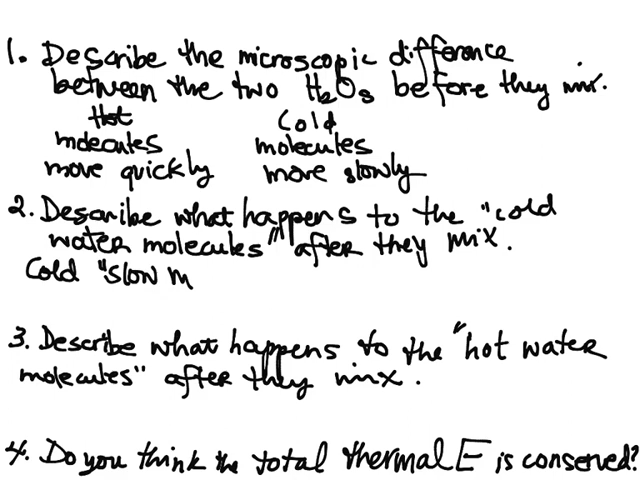 1. Describe the microscopic difference
between the two H₂Os before they mix.
Hot Cold
molecules molecules
move quickly move slowly
2. Describe what happens to the "cold
water molecules" after they mix.
Cold "slow m
3. Describe what happens to the "hot water
molecules" after they mix.
4. Do you think the total thermal E is conserved?